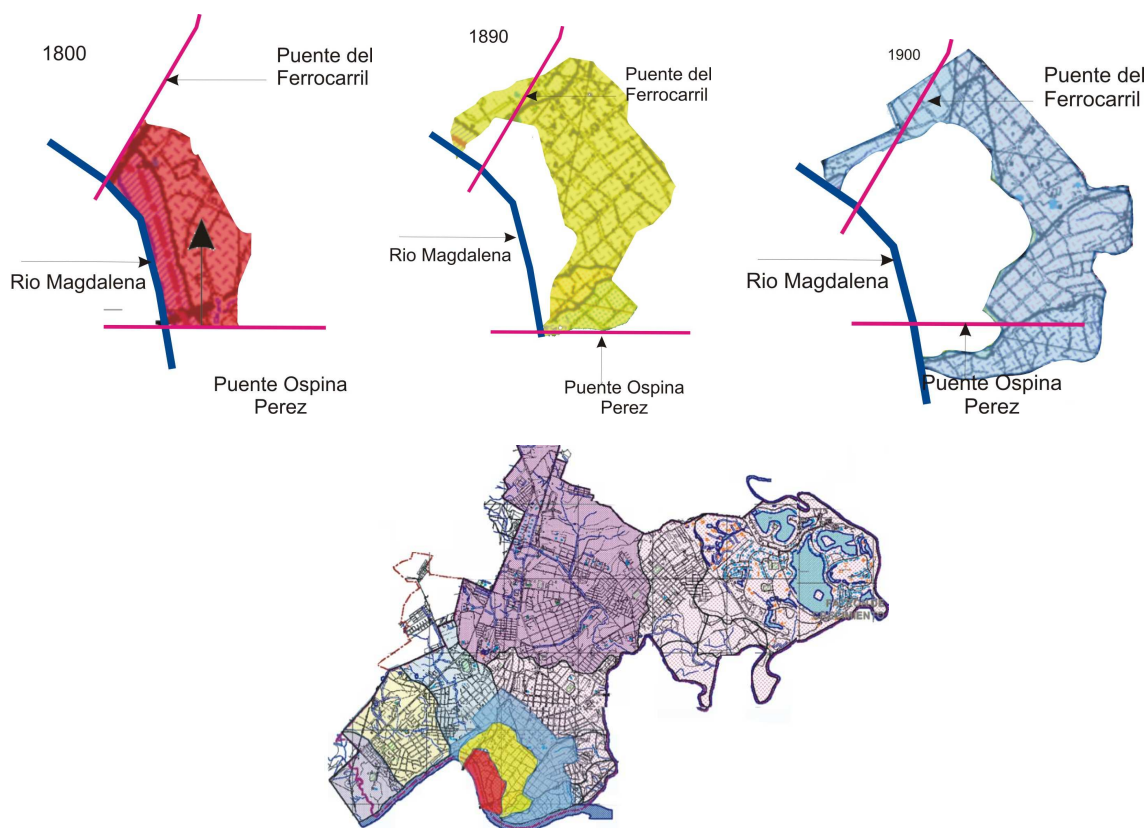 1800
Puente del
Ferrocarril
Rio Magdalena
Puente Ospina
Perez
1890
Puente del
Ferrocarril
Rio Magdalena
Puente Ospina
Perez
1900
Puente del
Ferrocarril
Rio Magdalena
Puente Ospina
Perez